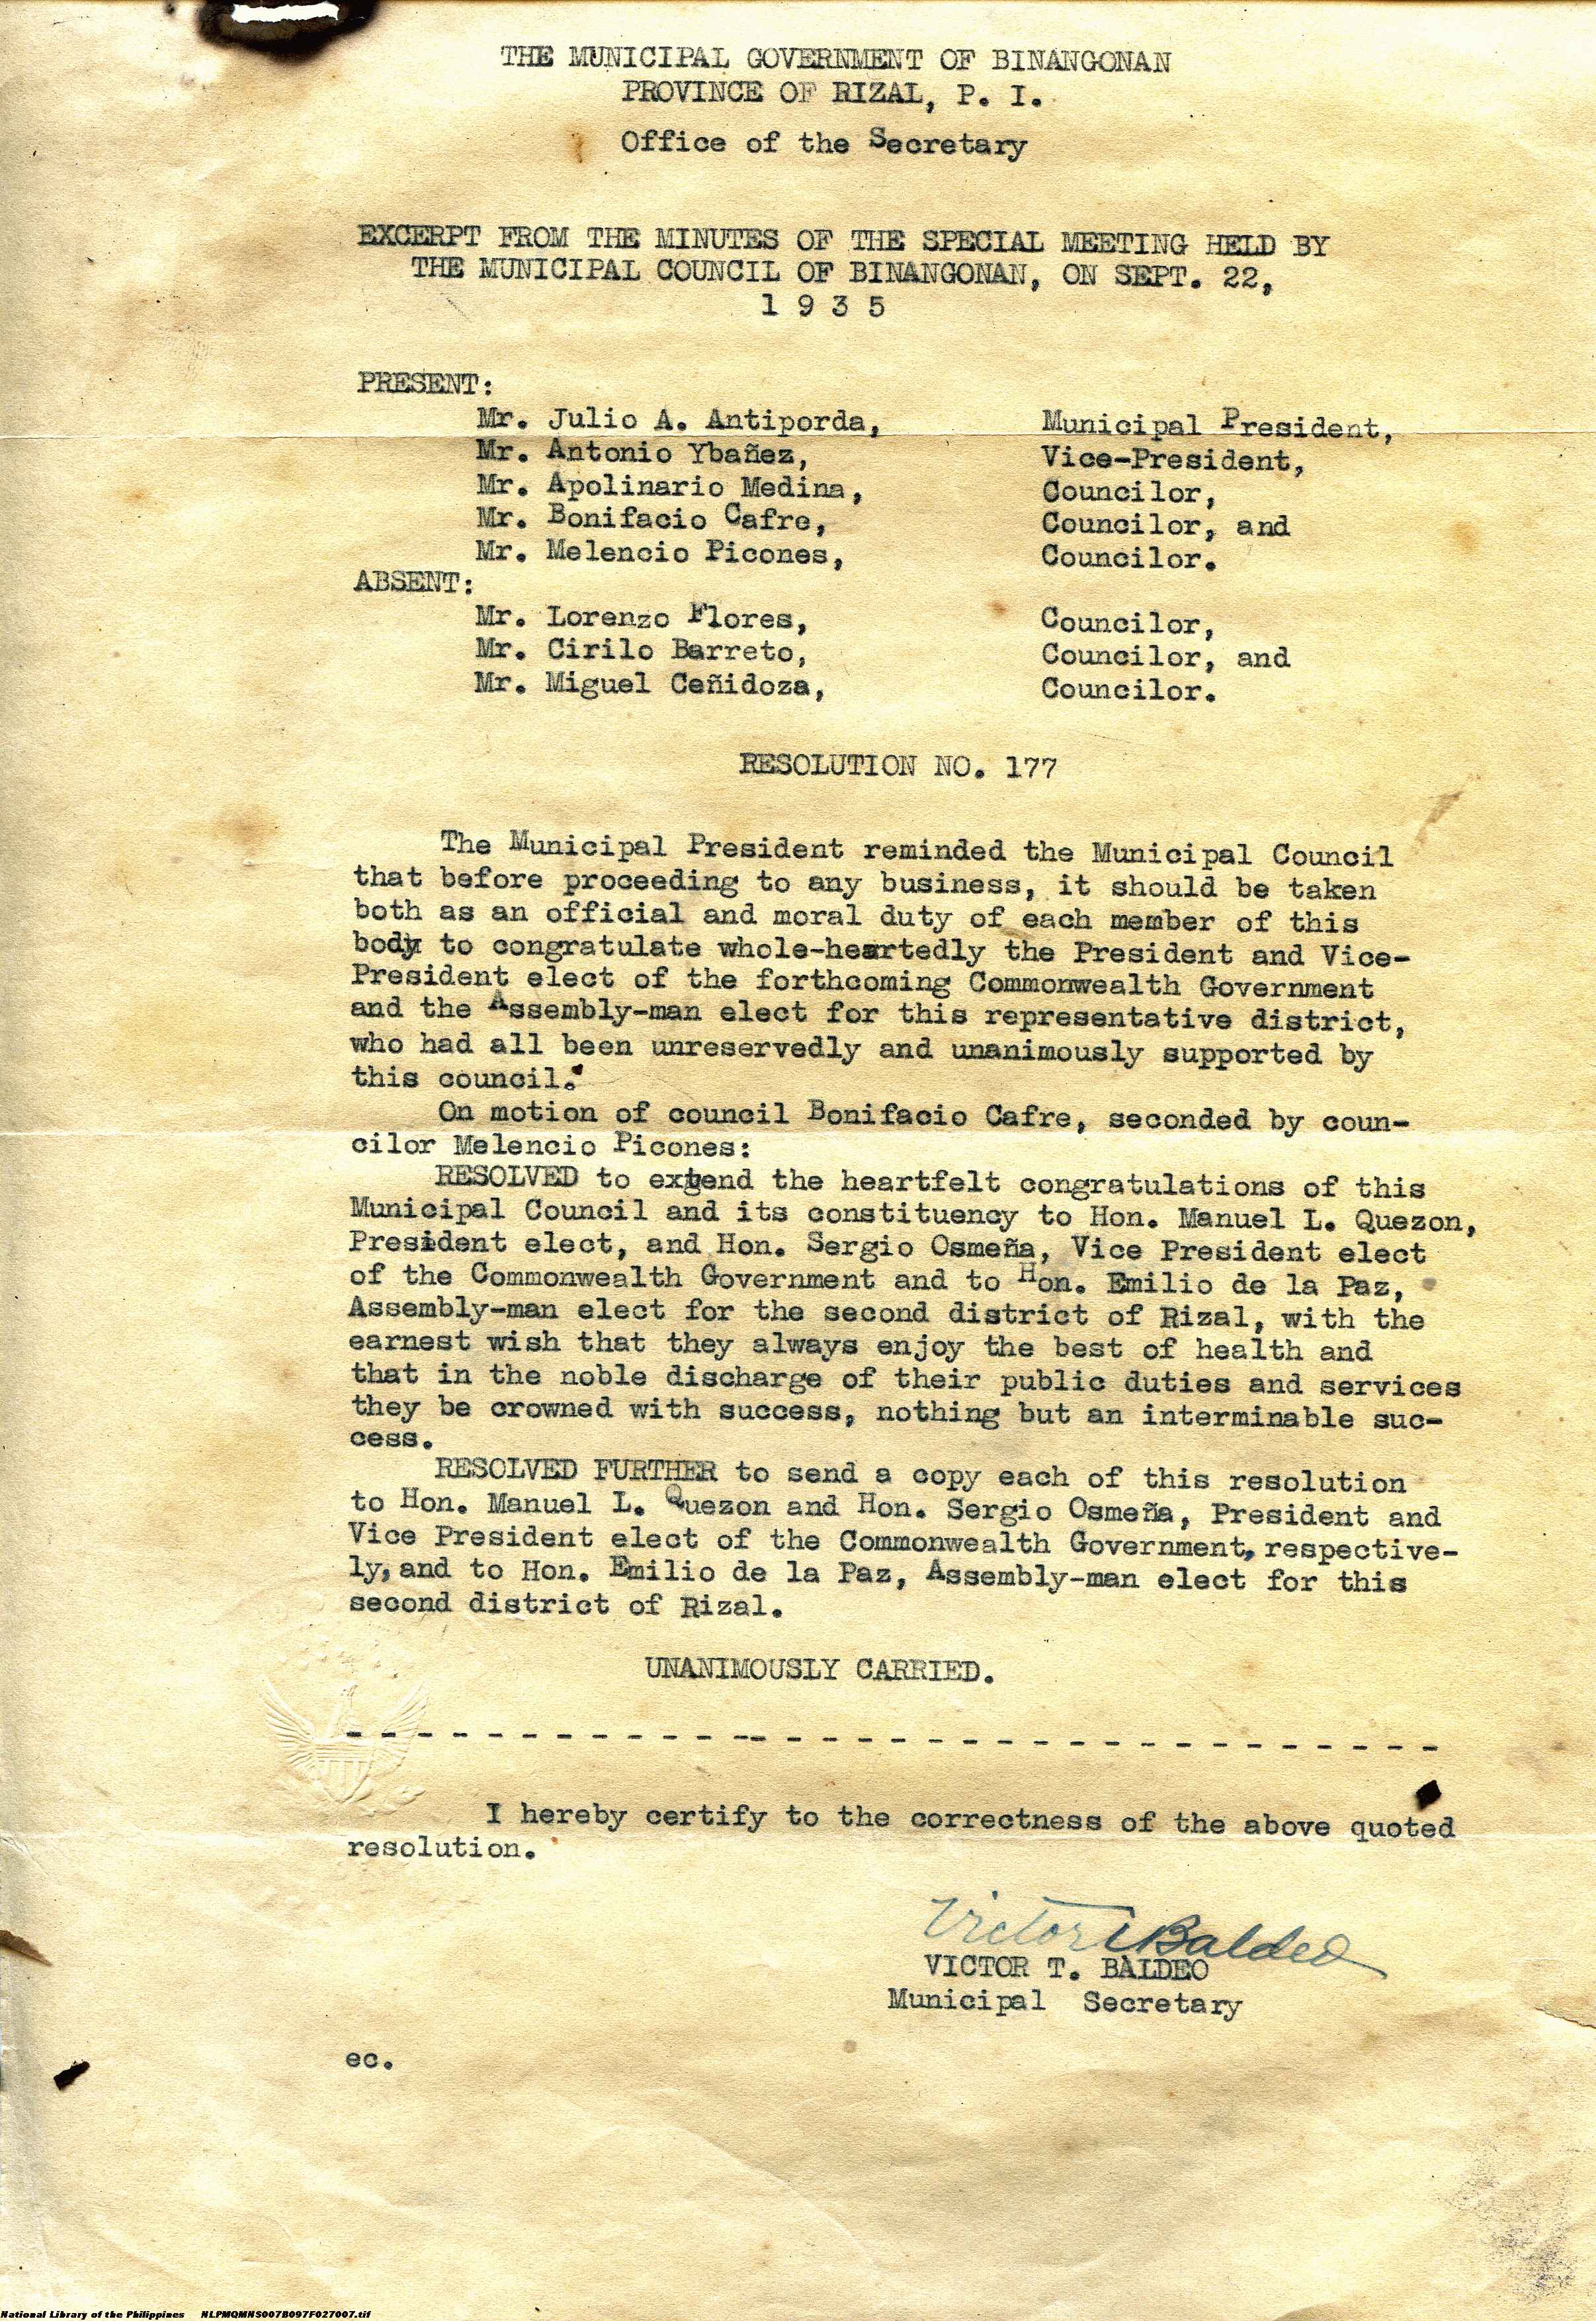 THE MUNICIPAL GOVERNMENT OF BINANGONAN
PROVINCE OF RIZAL, P. I.
Office of the Secretary
EXCERPT FROM THE MINUTES OF THE SPECIAL MEETING HELD BY
THE MUNICIPAL COUNCIL OF BINANGONAN, ON SEPT. 22,
1 9 3 5
PRESENT:
Mr. Julio A. Antiporda, Municipal President,
Mr. Antonio Ybañez, Vice-President,
Mr. Apolinario Medina, Councilor,
Mr. Bonifacio Cafre, Councilor, and
Mr. Melencio Picones, Councilor.
ABSENT:
Mr. Lorenzo Flores, Councilor,
Mr. Cirilo Barreto, Councilor, and
Mr. Miguel Ceñidoza, Councilor.
RESOLUTION NO. 177
The Municipal President reminded the Municipal Council
that before proceeding to any business, it should be taken
both as an official and moral duty of each member of this
body to congratulate whole-heartedly the President and Vice-
President elect of the forthcoming Commonwealth Government
and the Assembly-man elect for this representative district,
who had all been unreservedly and unanimously supported by
this council.
On motion of council Bonifacio Cafre, seconded by coun-
cilor Melencio Picones:
RESOLVED to extend the heartfelt congratulations of this
Municipal Council and its constituency to Hon. Manuel L. Quezon,
President elect, and Hon. Sergio Osmeña, Vice President elect
of the Commonwealth Government and to Hon. Emilio de la Paz,
Assembly-man elect for the second district of Rizal, with the
earnest wish that they always enjoy the best of health and
that in the noble discharge of their public duties and services
they be crowned with success, nothing but an interminable suc-
cess.
RESOLVED FURTHER to send a copy each of this resolution
to Hon. Manuel L. Quezon and Hon. Sergio Osmeña, President and
Vice President elect of the Commonwealth Government, respective-
ly, and to Hon. Emilio de la Paz, Assembly-man elect for this
second district of Rizal.
UNANIMOUSLY CARRIED.
- - - - - - - - - - - - - - - - - - - - - - - - - - - - - - -
I hereby certify to the correctness of the above quoted
resolution.
Victor T Baldeo
VICTOR T. BALDEO
Municipal Secretary
ec.
National Library of the Philippines NLPMQMNS007B097F027007.tif